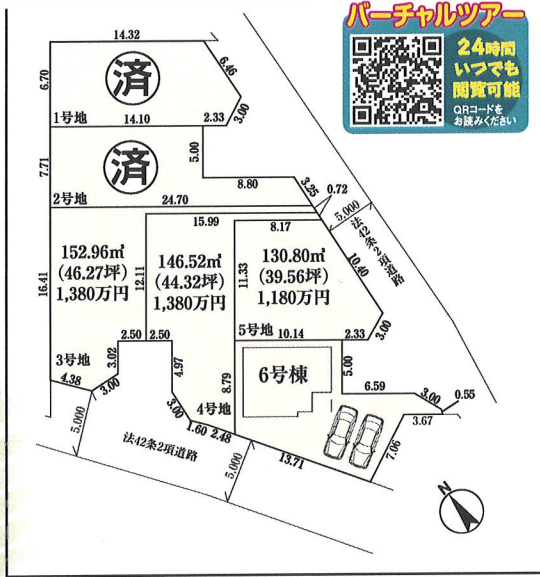 バーチャルツアー
24時間
いつでも
閲覧可能
QRコードを
お読みください
14.32
6.70
済
6.46
3.00
1号地
14.10
2.33
5.00
7.71
済
8.80
3.25
0.72
2号地
24.70
5,000
法42条2項道路
15.99
8.17
152.96㎡
(46.27坪)
1,380万円
146.52㎡
(44.32坪)
1,380万円
130.80㎡
(39.56坪)
1,180万円
16.41
12.11
11.33
10.40
3.00
2.50
2.50
5号地
10.14
2.33
3号地
3.02
4.97
8.79
6号棟
5.00
6.59
3.00
0.55
4.38
3.00
3.00
4号地
3.67
1.60
2.48
7.06
5,000
法42条2項道路
5,000
13.71
N